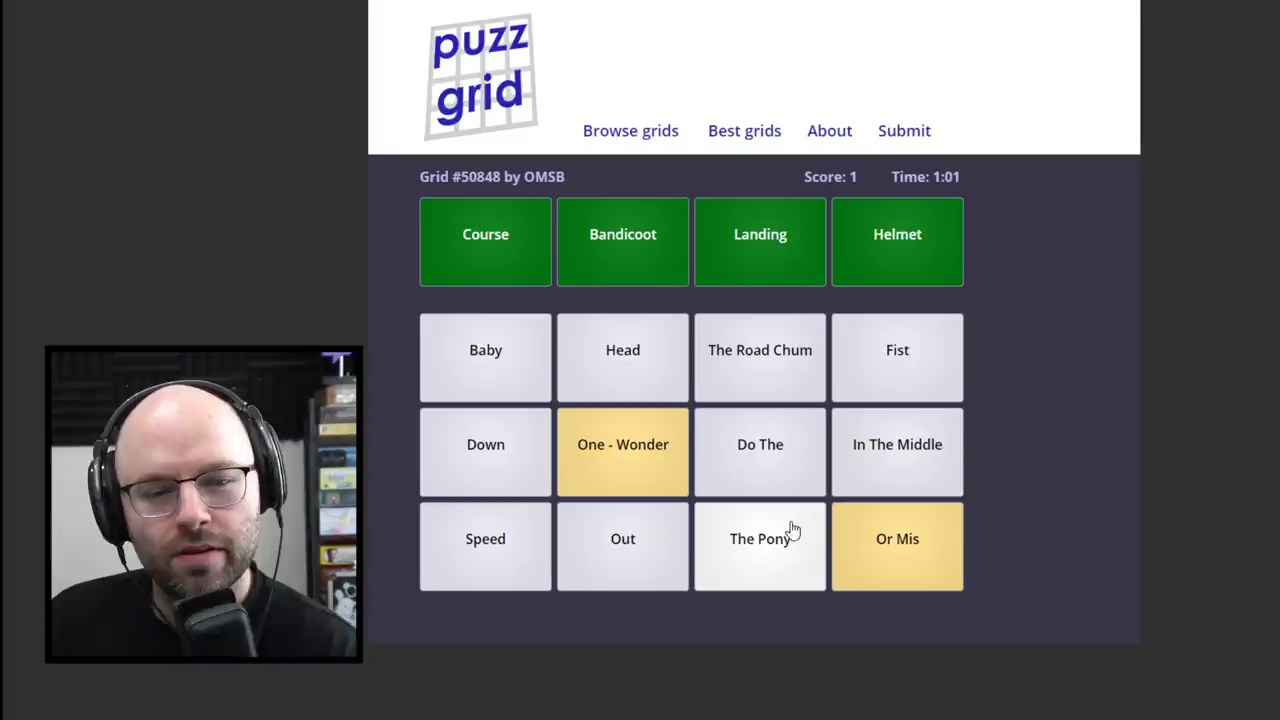 puzz
grid
Browse grids Best grids About Submit
Grid #50848 by OMSB Score: 1 Time: 1:01
Course Bandicoot Landing Helmet
Baby Head The Road Chum Fist
Down One - Wonder Do The In The Middle
Speed Out The Pony Or Mis